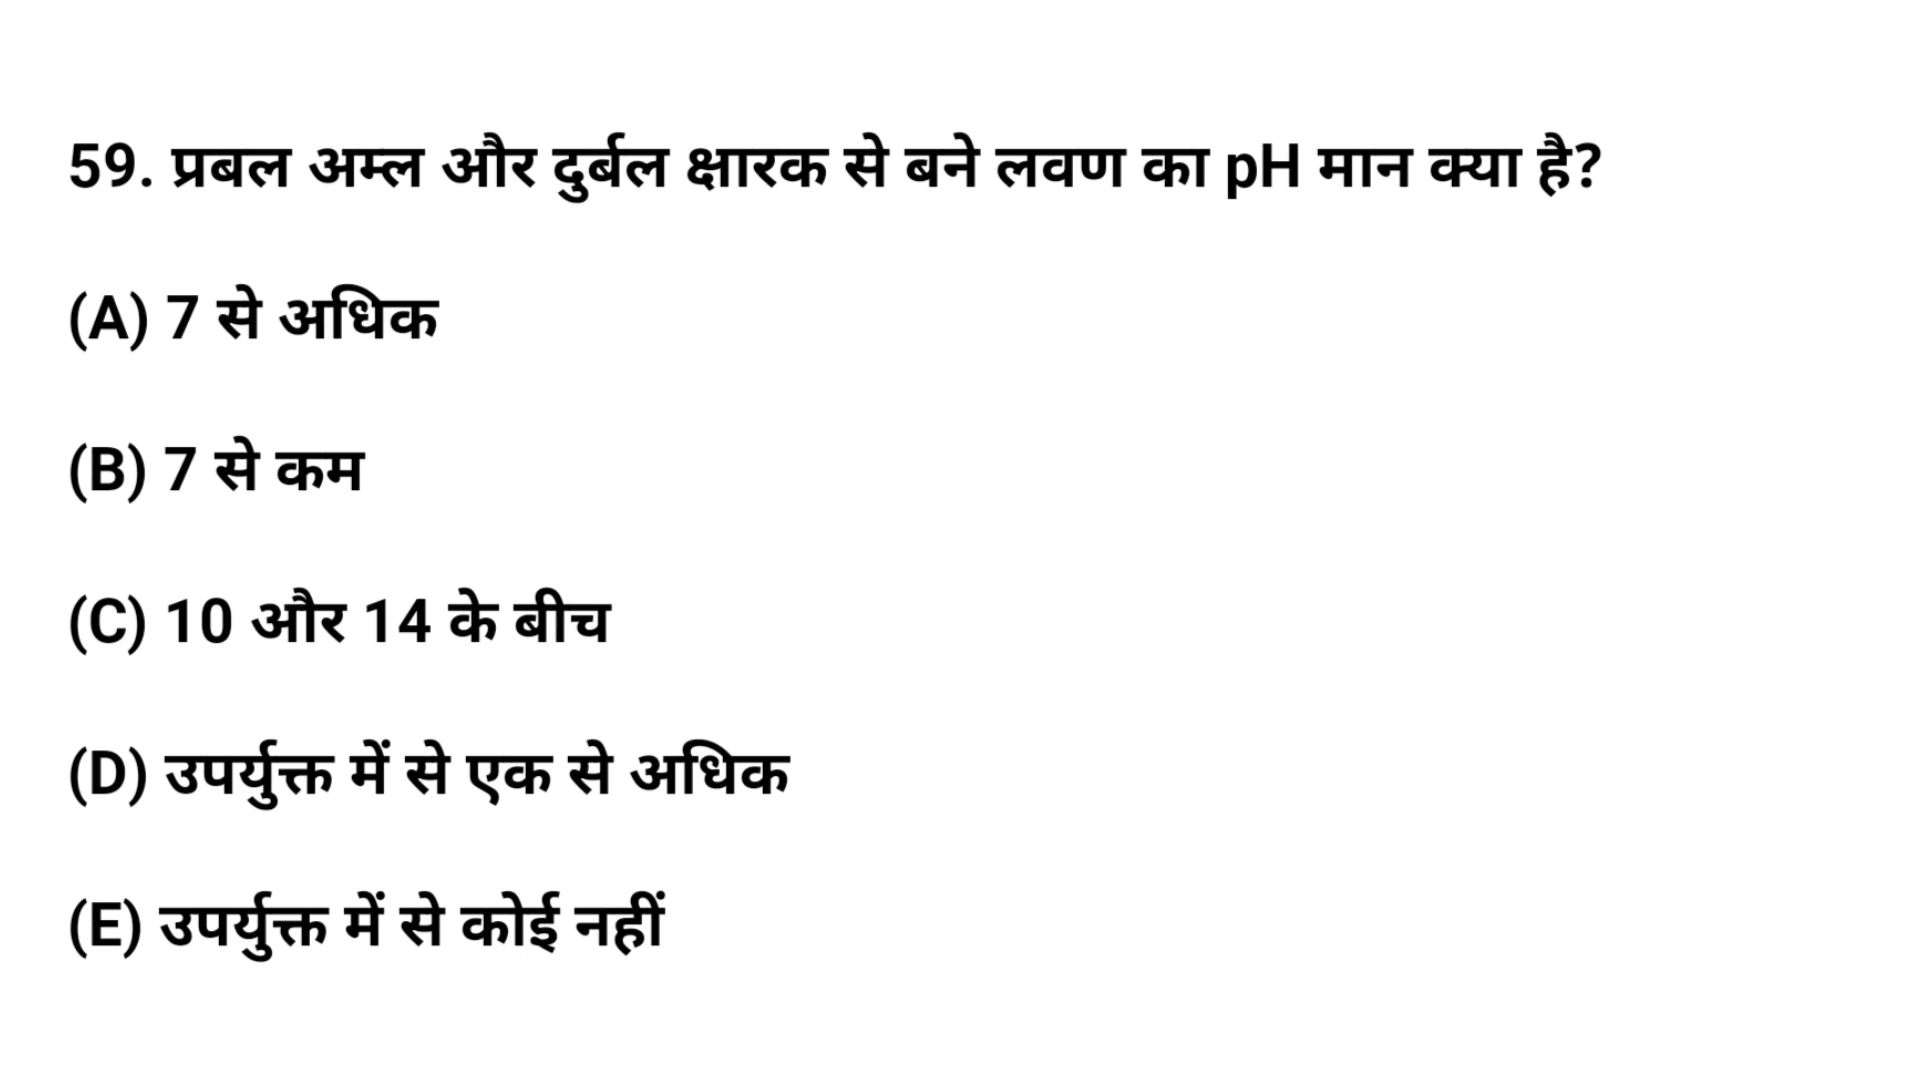 59. प्रबल अम्ल और दुर्बल क्षारक से बने लवण का pH मान क्या है?
(A) 7 से अधिक
(B) 7 से कम
(C) 10 और 14 के बीच
(D) उपर्युक्त में से एक से अधिक
(E) उपर्युक्त में से कोई नहीं